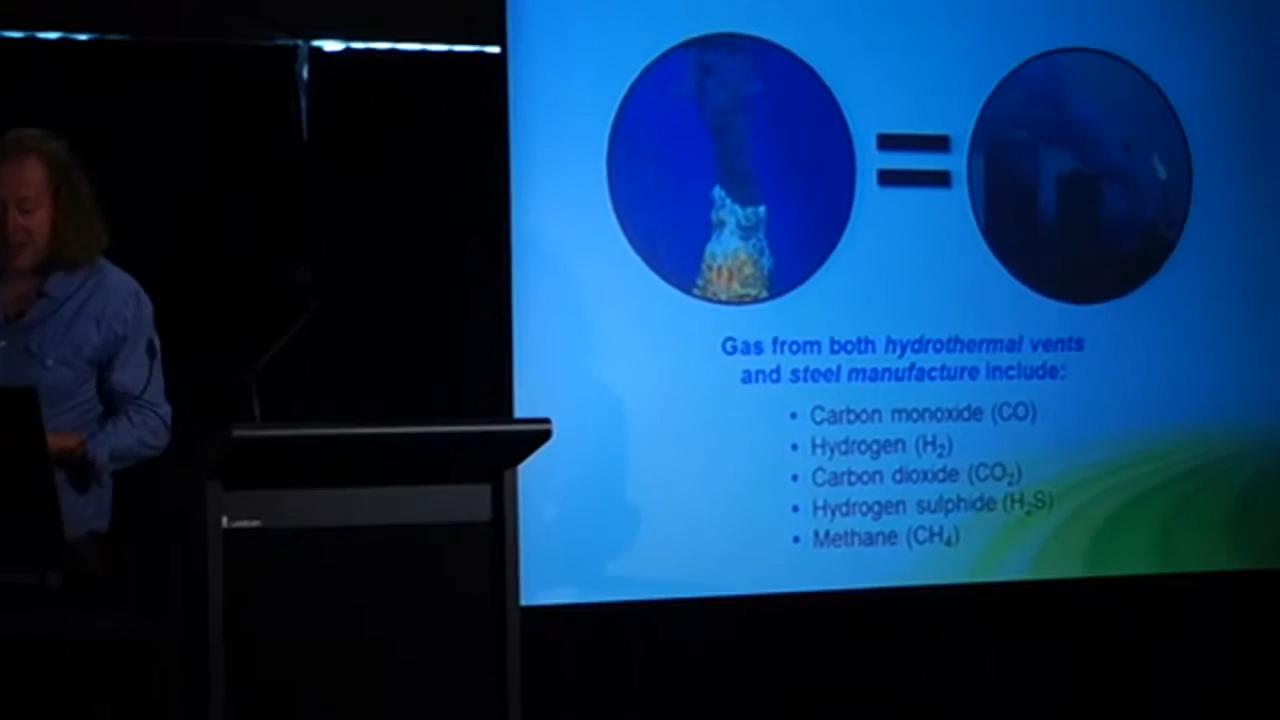 Gas from both hydrothermal vents
and steel manufacture include:
• Carbon monoxide (CO)
• Hydrogen (H₂)
• Carbon dioxide (CO₂)
• Hydrogen sulphide (H₂S)
• Methane (CH₄)